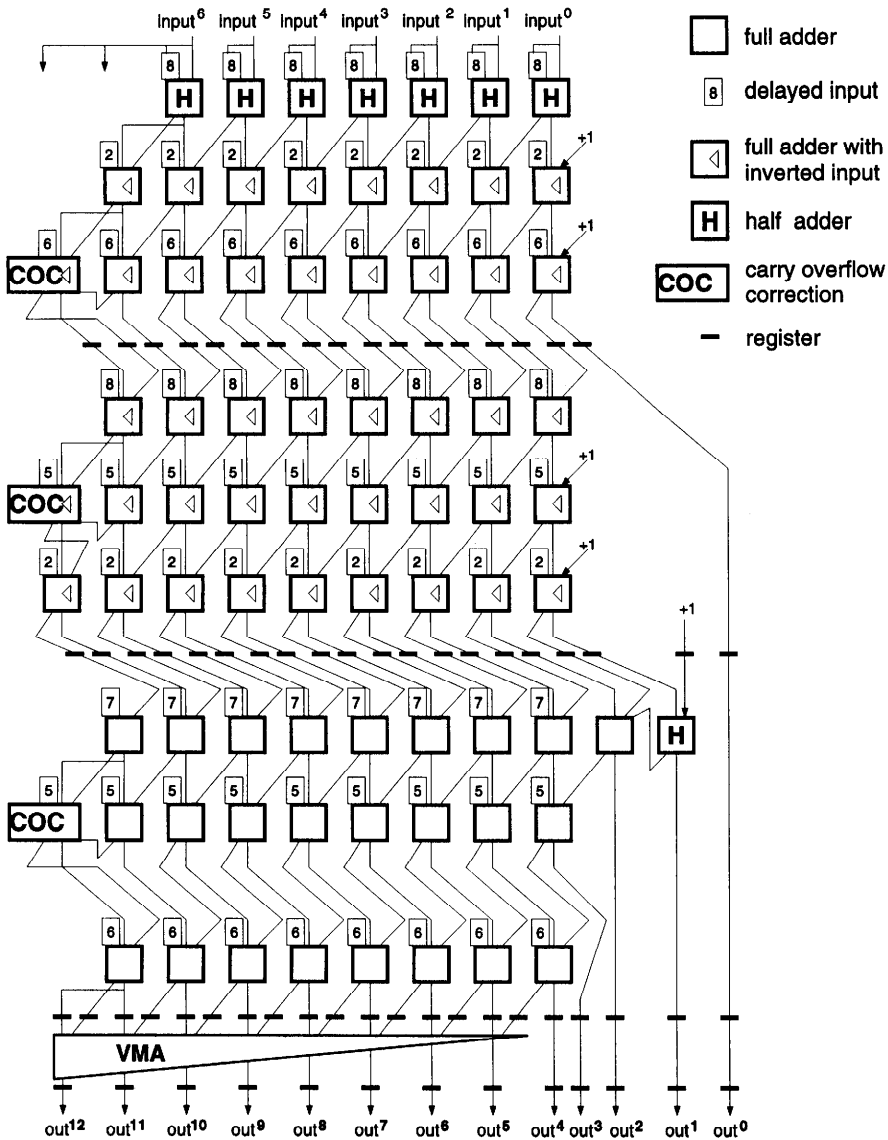 input⁶ input⁵ input⁴ input³ input² input¹ input⁰
8 8 8 8 8 8 8
H H H H H H H
+1
2 2 2 2 2 2 2 2
+1
6 6 6 6 6 6 6 6 6
COC
8 8 8 8 8 8 8 8
+1
5 5 5 5 5 5 5 5 5
COC
+1
2 2 2 2 2 2 2 2 2
+1
7 7 7 7 7 7 7 7
H
5 5 5 5 5 5 5 5 5
COC
6 6 6 6 6 6 6 6
VMA
out¹² out¹¹ out¹⁰ out⁹ out⁸ out⁷ out⁶ out⁵ out⁴ out³ out² out¹ out⁰
full adder
8 delayed input
full adder with
inverted input
H half adder
COC carry overflow
correction
register